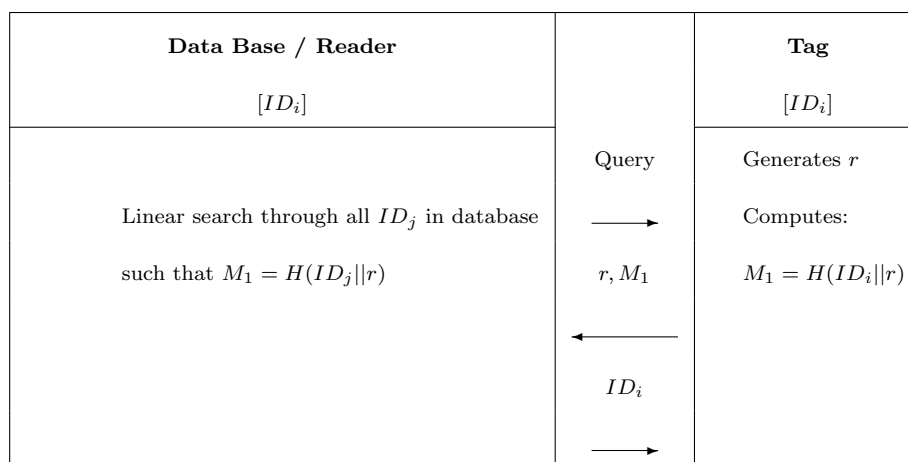 Data Base / Reader Tag
[ID_i] [ID_i]
Query Generates r
Linear search through all ID_j in database Computes:
such that M_1 = H(ID_j||r) r, M_1 M_1 = H(ID_i||r)
ID_i